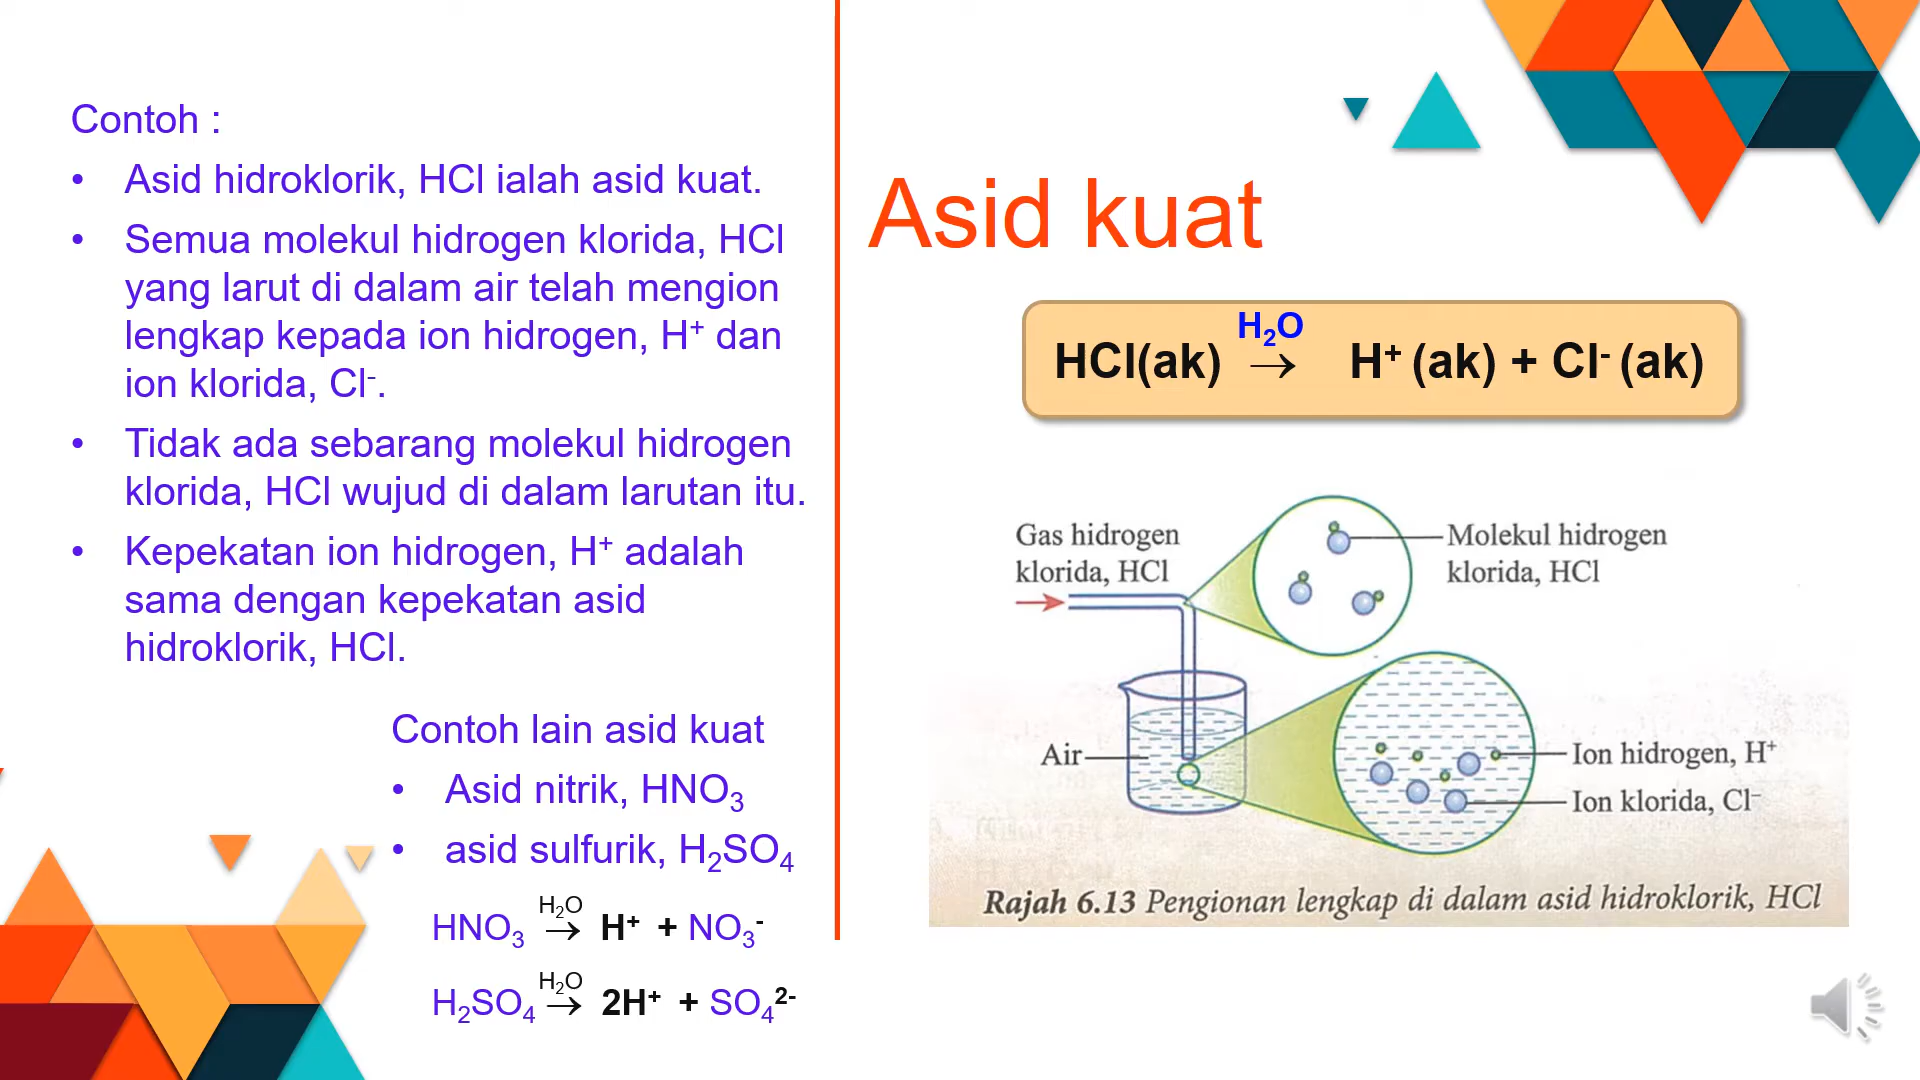 Contoh :
• Asid hidroklorik, HCl ialah asid kuat.
• Semua molekul hidrogen klorida, HCl
yang larut di dalam air telah mengion
lengkap kepada ion hidrogen, H⁺ dan
ion klorida, Cl⁻.
• Tidak ada sebarang molekul hidrogen
klorida, HCl wujud di dalam larutan itu.
• Kepekatan ion hidrogen, H⁺ adalah
sama dengan kepekatan asid
hidroklorik, HCl.
Contoh lain asid kuat
• Asid nitrik, HNO₃
• asid sulfurik, H₂SO₄
H₂O
HNO₃ → H⁺ + NO₃⁻
H₂O
H₂SO₄ → 2H⁺ + SO₄²⁻
Asid kuat
H₂O
HCl(ak) → H⁺ (ak) + Cl⁻ (ak)
Gas hidrogen
klorida, HCl
Molekul hidrogen
klorida, HCl
Air
Ion hidrogen, H⁺
Ion klorida, Cl⁻
Rajah 6.13 Pengionan lengkap di dalam asid hidroklorik, HCl